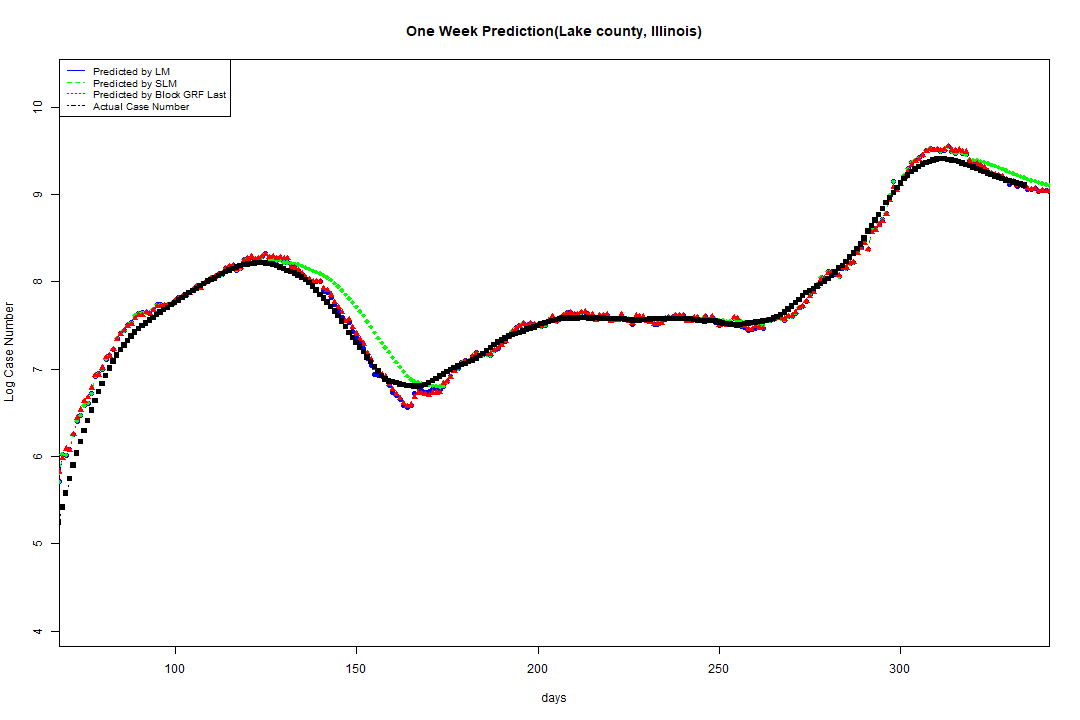 One Week Prediction(Lake county, Illinois)
Predicted by LM
Predicted by SLM
Predicted by Block GRF Last
Actual Case Number
Log Case Number
10
9
8
7
6
5
4
100 150 200 250 300
days